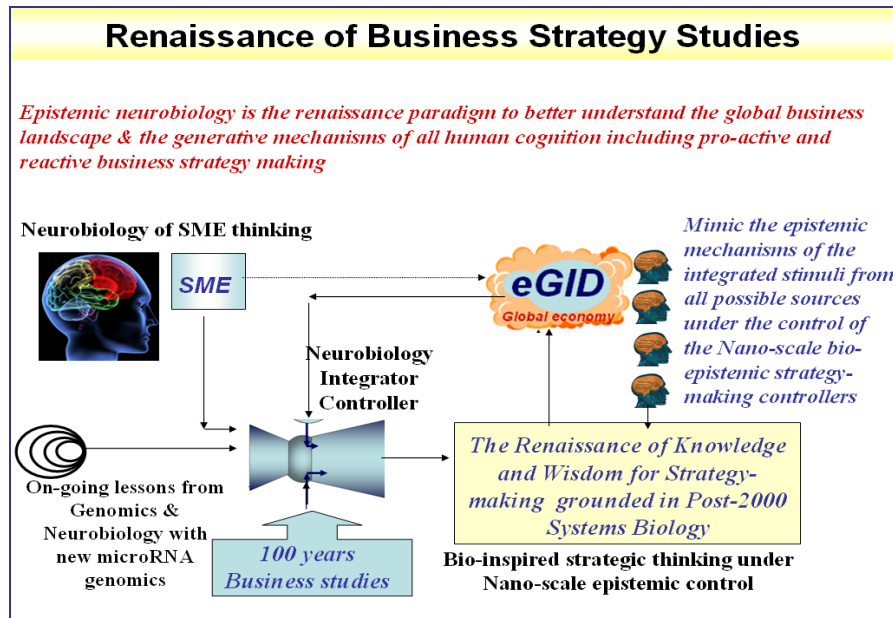 Renaissance of Business Strategy Studies
Epistemic neurobiology is the renaissance paradigm to better understand the global business
landscape & the generative mechanisms of all human cognition including pro-active and
reactive business strategy making
Neurobiology of SME thinking
SME
eGID
Global economy
Mimic the epistemic
mechanisms of the
integrated stimuli from
all possible sources
under the control of
the Nano-scale bio-
epistemic strategy-
making controllers
Neurobiology
Integrator
Controller
On-going lessons from
Genomics &
Neurobiology with
new microRNA
genomics
100 years
Business studies
The Renaissance of Knowledge
and Wisdom for Strategy-
making grounded in Post-2000
Systems Biology
Bio-inspired strategic thinking under
Nano-scale epistemic control